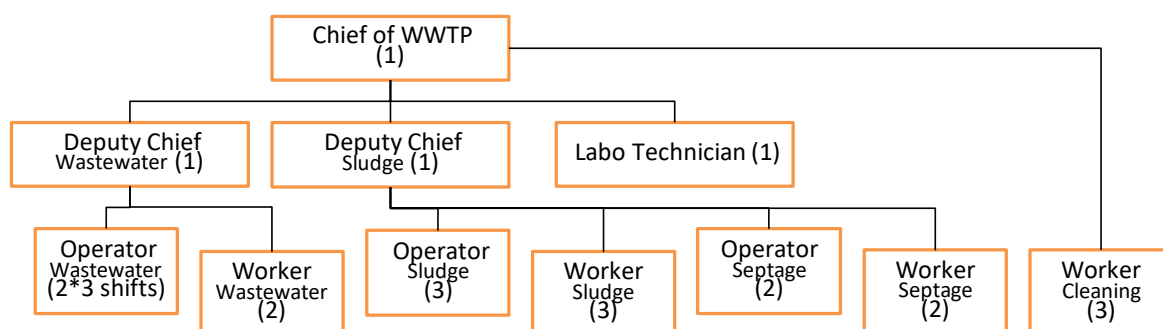 Chief of WWTP
(1)
Deputy Chief
Wastewater (1)
Deputy Chief
Sludge (1)
Labo Technician (1)
Operator
Wastewater
(2*3 shifts)
Worker
Wastewater
(2)
Operator
Sludge
(3)
Worker
Sludge
(3)
Operator
Septage
(2)
Worker
Septage
(2)
Worker
Cleaning
(3)